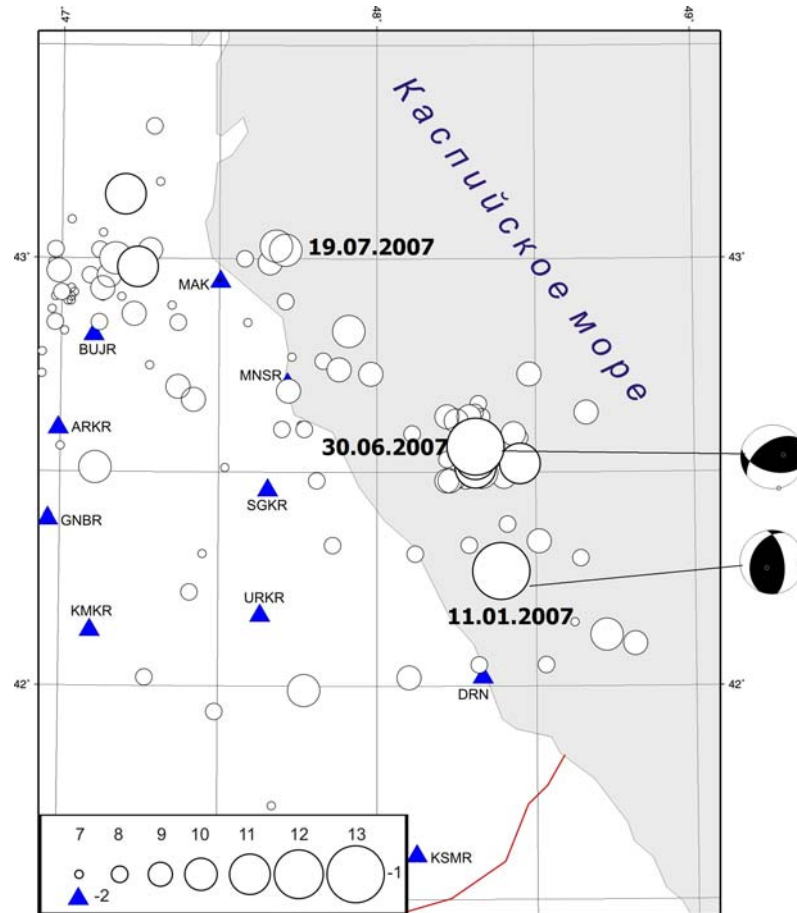 47° 48° 49°
Каспийское море
43° 19.07.2007 43°
MAK
BUJR
MNSR
ARKR
30.06.2007
SGKR
GNBR
URKR
KMKR
11.01.2007
42° DRN 42°
7 8 9 10 11 12 13
-1
-2
KSMR